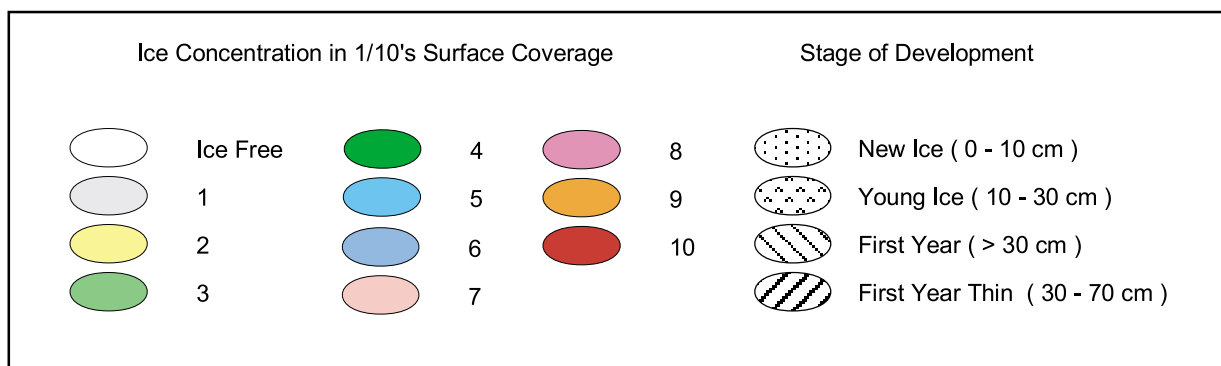 Ice Concentration in 1/10's Surface Coverage
Stage of Development
Ice Free
1
2
3
4
5
6
7
8
9
10
New Ice ( 0 - 10 cm )
Young Ice ( 10 - 30 cm )
First Year ( > 30 cm )
First Year Thin ( 30 - 70 cm )